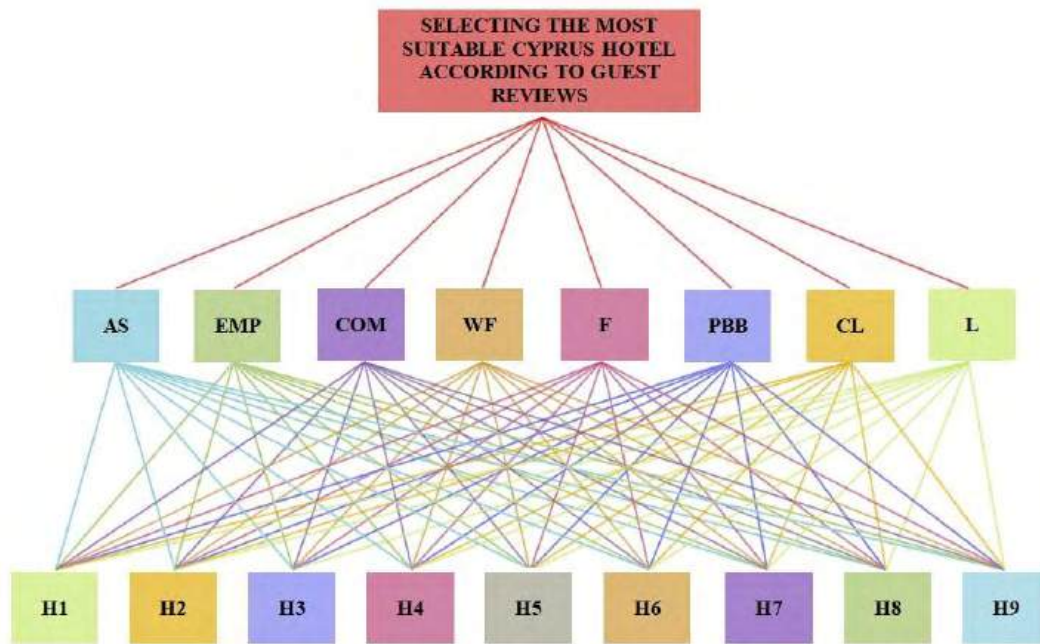 SELECTING THE MOST
SUITABLE CYPRUS HOTEL
ACCORDING TO GUEST
REVIEWS
AS EMP COM WF F PBB CL L
H1 H2 H3 H4 H5 H6 H7 H8 H9